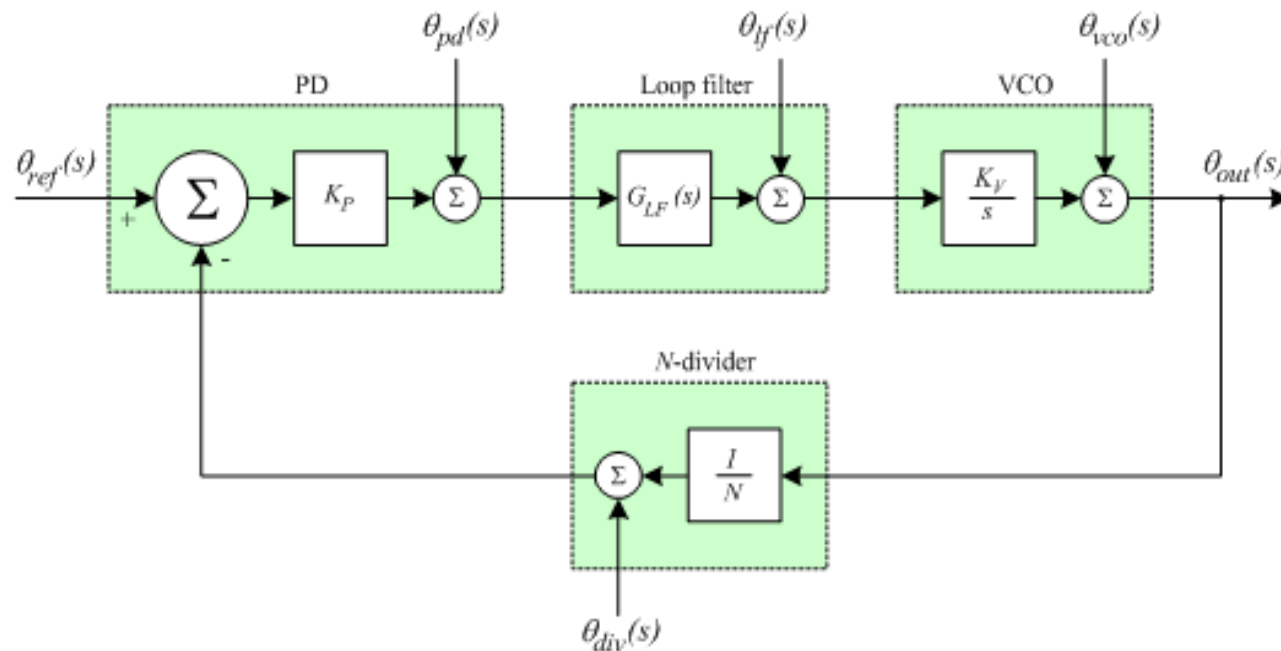 θpd(s)
θlf(s)
θvco(s)
PD
Loop filter
VCO
θref(s)
+
Σ
KP
Σ
GLF(s)
Σ
KV
s
Σ
θout(s)
-
N-divider
Σ
I
N
θdiv(s)